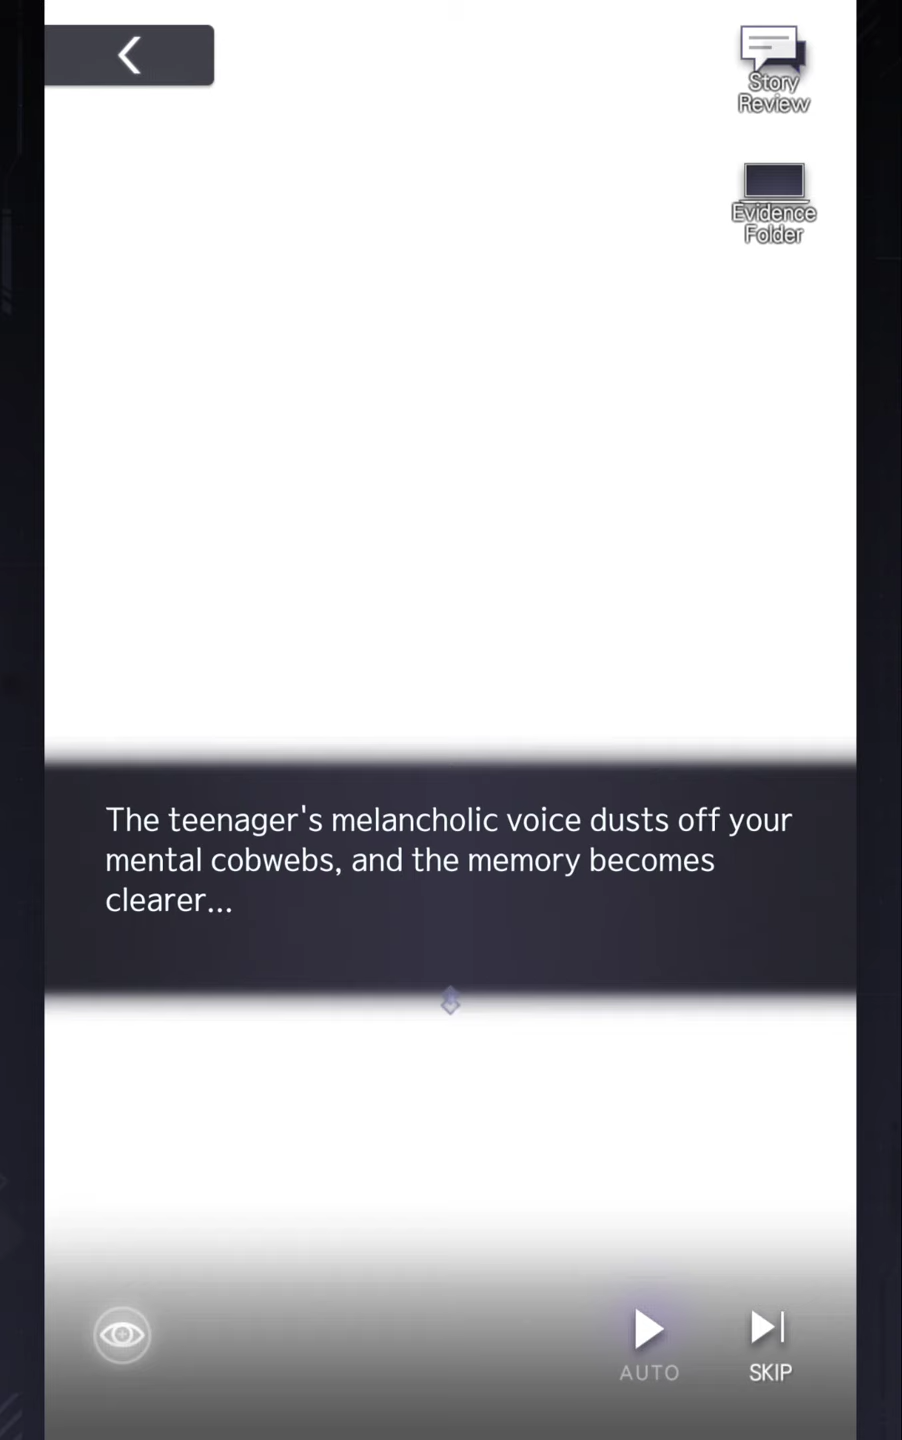 Story
Review
Evidence
Folder
The teenager's melancholic voice dusts off your
mental cobwebs, and the memory becomes
clearer...
AUTO
SKIP